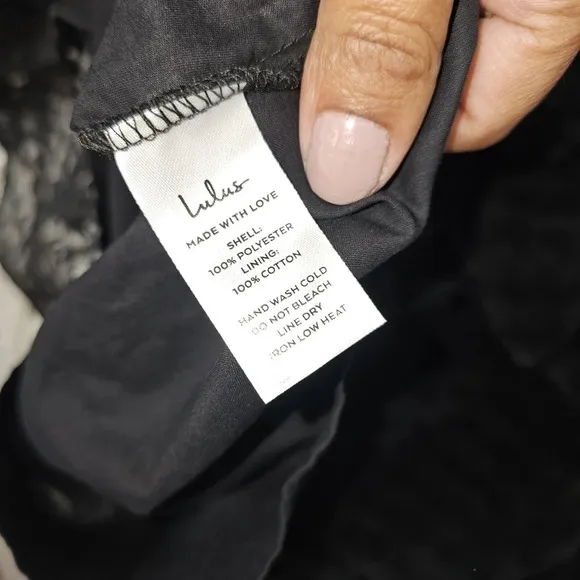 Lulus
MADE WITH LOVE
SHELL:
100% POLYESTER
LINING:
100% COTTON
HAND WASH COLD
DO NOT BLEACH
LINE DRY
IRON LOW HEAT